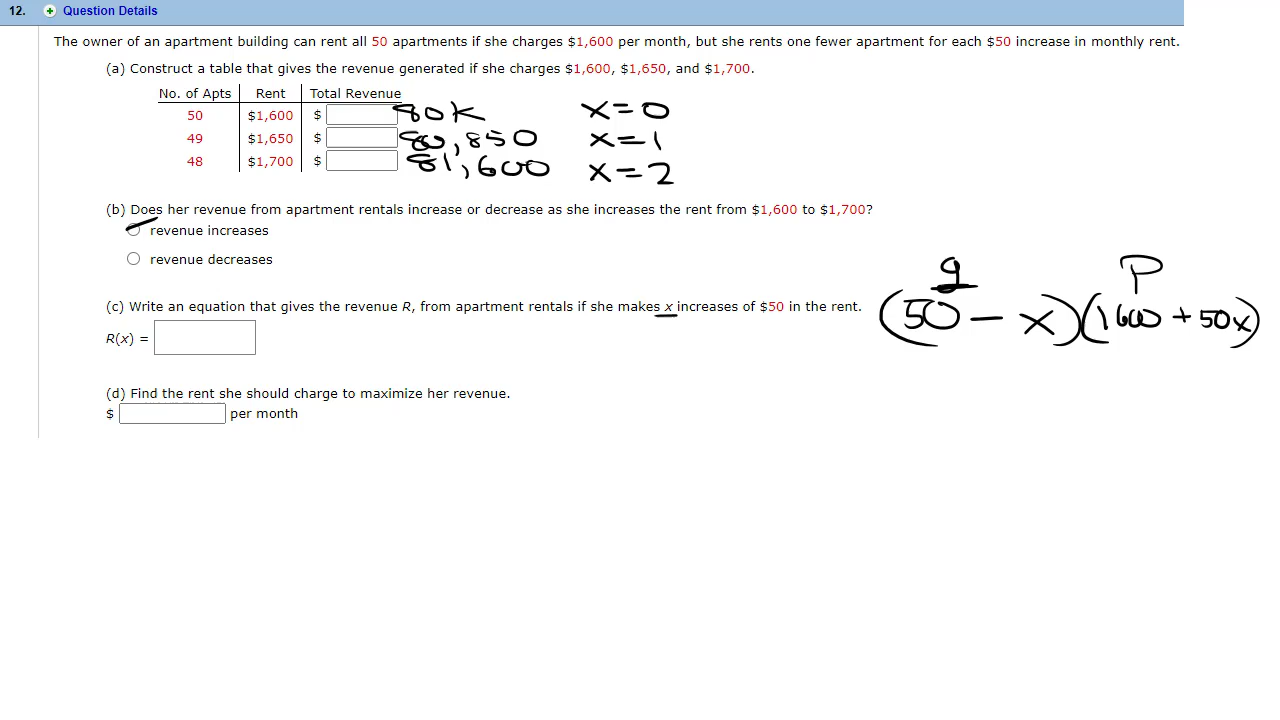 12. Question Details
The owner of an apartment building can rent all 50 apartments if she charges $1,600 per month, but she rents one fewer apartment for each $50 increase in monthly rent.
(a) Construct a table that gives the revenue generated if she charges $1,600, $1,650, and $1,700.
No. of Apts Rent Total Revenue
50 $1,600 $ 80K x=0
49 $1,650 $ 80,850 x=1
48 $1,700 $ 81,600 x=2
(b) Does her revenue from apartment rentals increase or decrease as she increases the rent from $1,600 to $1,700?
revenue increases
revenue decreases
q P
(50 - x)(1600 + 50x)
(c) Write an equation that gives the revenue R, from apartment rentals if she makes x increases of $50 in the rent.
R(x) =
(d) Find the rent she should charge to maximize her revenue.
$ per month